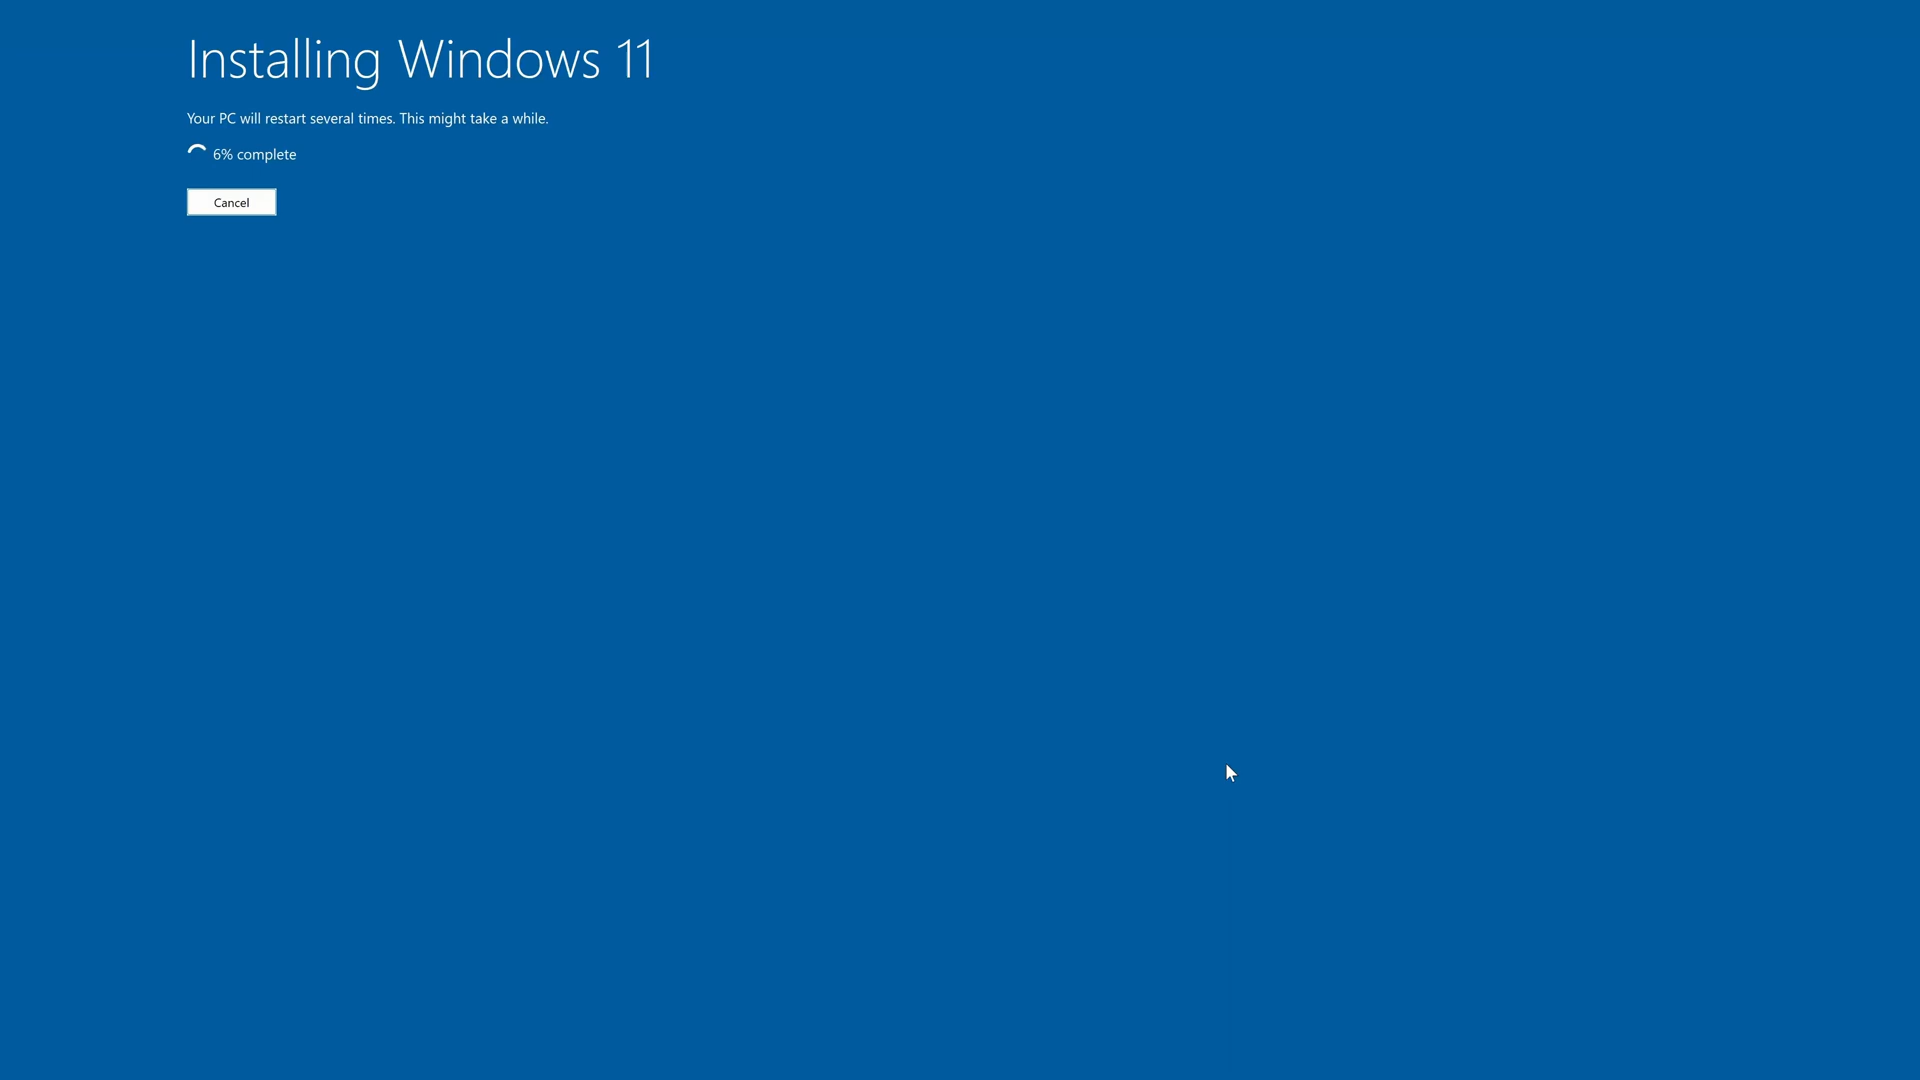 Installing Windows 11
Your PC will restart several times. This might take a while.
6% complete
Cancel